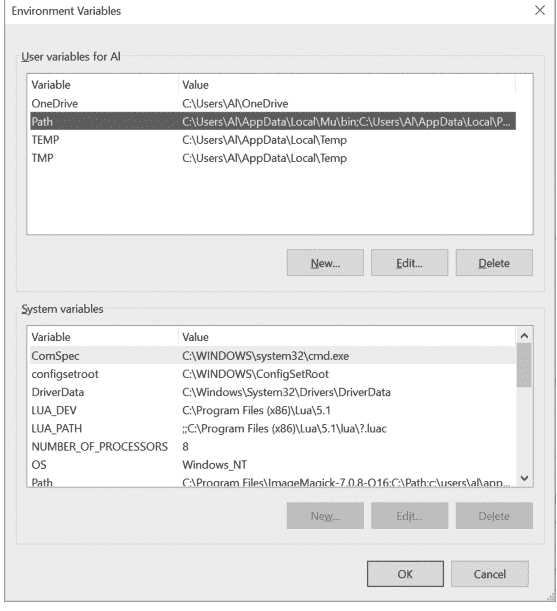 Environment Variables
User variables for Al
Variable Value
OneDrive C:\Users\Al\OneDrive
Path C:\Users\Al\AppData\Local\Mu\bin;C:\Users\Al\AppData\Local\P...
TEMP C:\Users\Al\AppData\Local\Temp
TMP C:\Users\Al\AppData\Local\Temp
New... Edit... Delete
System variables
Variable Value
ComSpec C:\WINDOWS\system32\cmd.exe
configsetroot C:\WINDOWS\ConfigSetRoot
DriverData C:\Windows\System32\Drivers\DriverData
LUA_DEV C:\Program Files (x86)\Lua\5.1
LUA_PATH ;;C:\Program Files (x86)\Lua\5.1\lua\?.luac
NUMBER_OF_PROCESSORS 8
OS Windows_NT
Path C:\Program Files\ImageMagick-7.0.8-Q16;C:\Path;c:\users\al\app...
New... Edit... Delete
OK Cancel